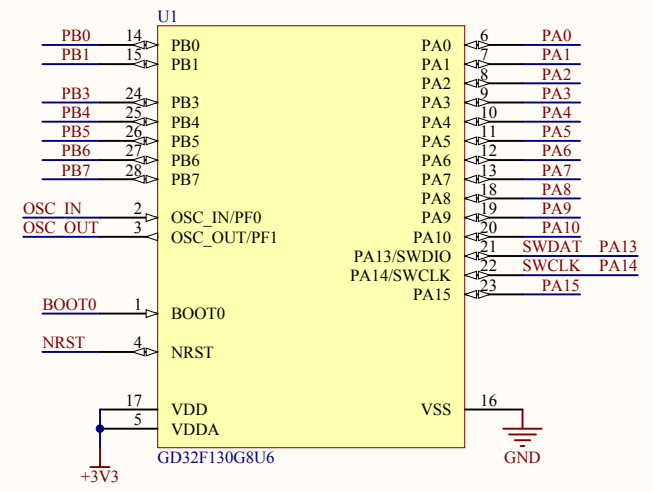 U1
PB0 14 PB0 PA0 6 PA0
PB1 15 PB1 PA1 7 PA1
PA2 8 PA2
PB3 24 PB3 PA3 9 PA3
PB4 25 PB4 PA4 10 PA4
PB5 26 PB5 PA5 11 PA5
PB6 27 PB6 PA6 12 PA6
PB7 28 PB7 PA7 13 PA7
PA8 18 PA8
OSC_IN 2 OSC_IN/PF0 PA9 19 PA9
OSC_OUT 3 OSC_OUT/PF1 PA10 20 PA10
PA13/SWDIO 21 SWDAT PA13
PA14/SWCLK 22 SWCLK PA14
PA15 23 PA15
BOOT0 1 BOOT0
NRST 4 NRST
17 VDD VSS 16
5 VDDA
GD32F130G8U6 GND
+3V3